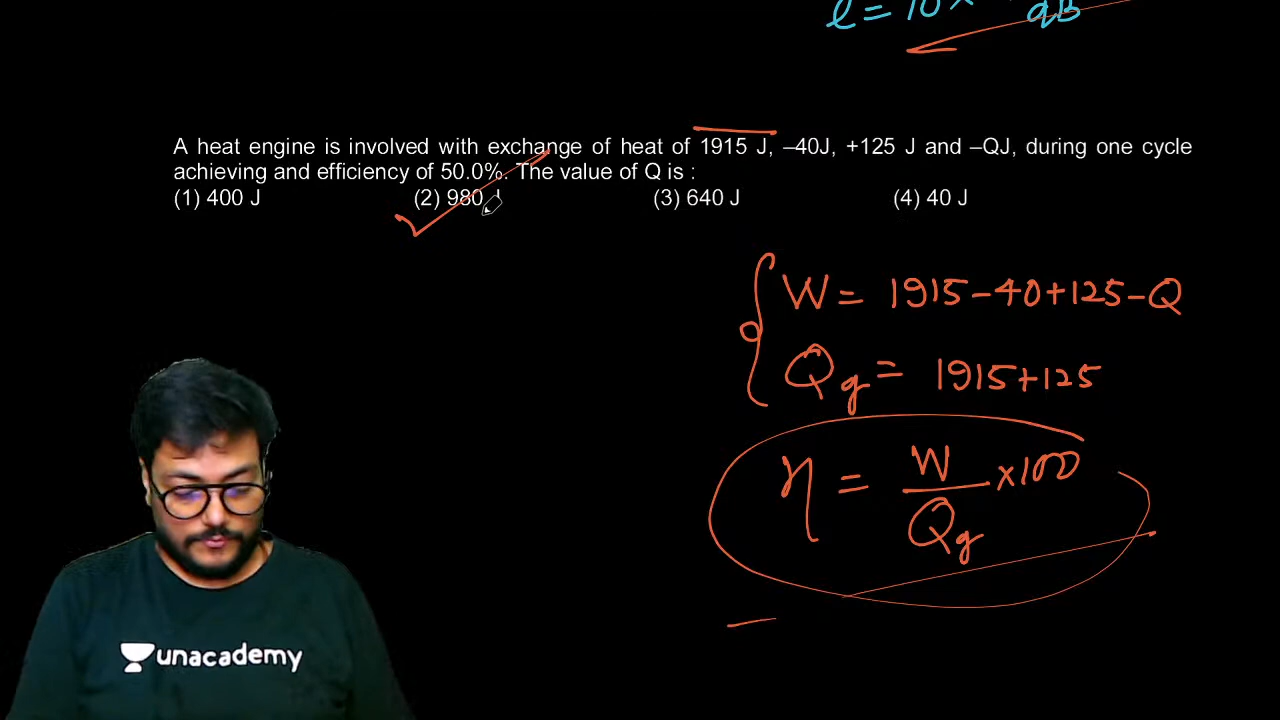 l = 10 x qB
A heat engine is involved with exchange of heat of 1915 J, –40J, +125 J and –QJ, during one cycle
achieving and efficiency of 50.0%. The value of Q is :
(1) 400 J (2) 980 J (3) 640 J (4) 40 J
W = 1915-40+125-Q
Qg = 1915+125
η = W/Qg ×100
unacademy